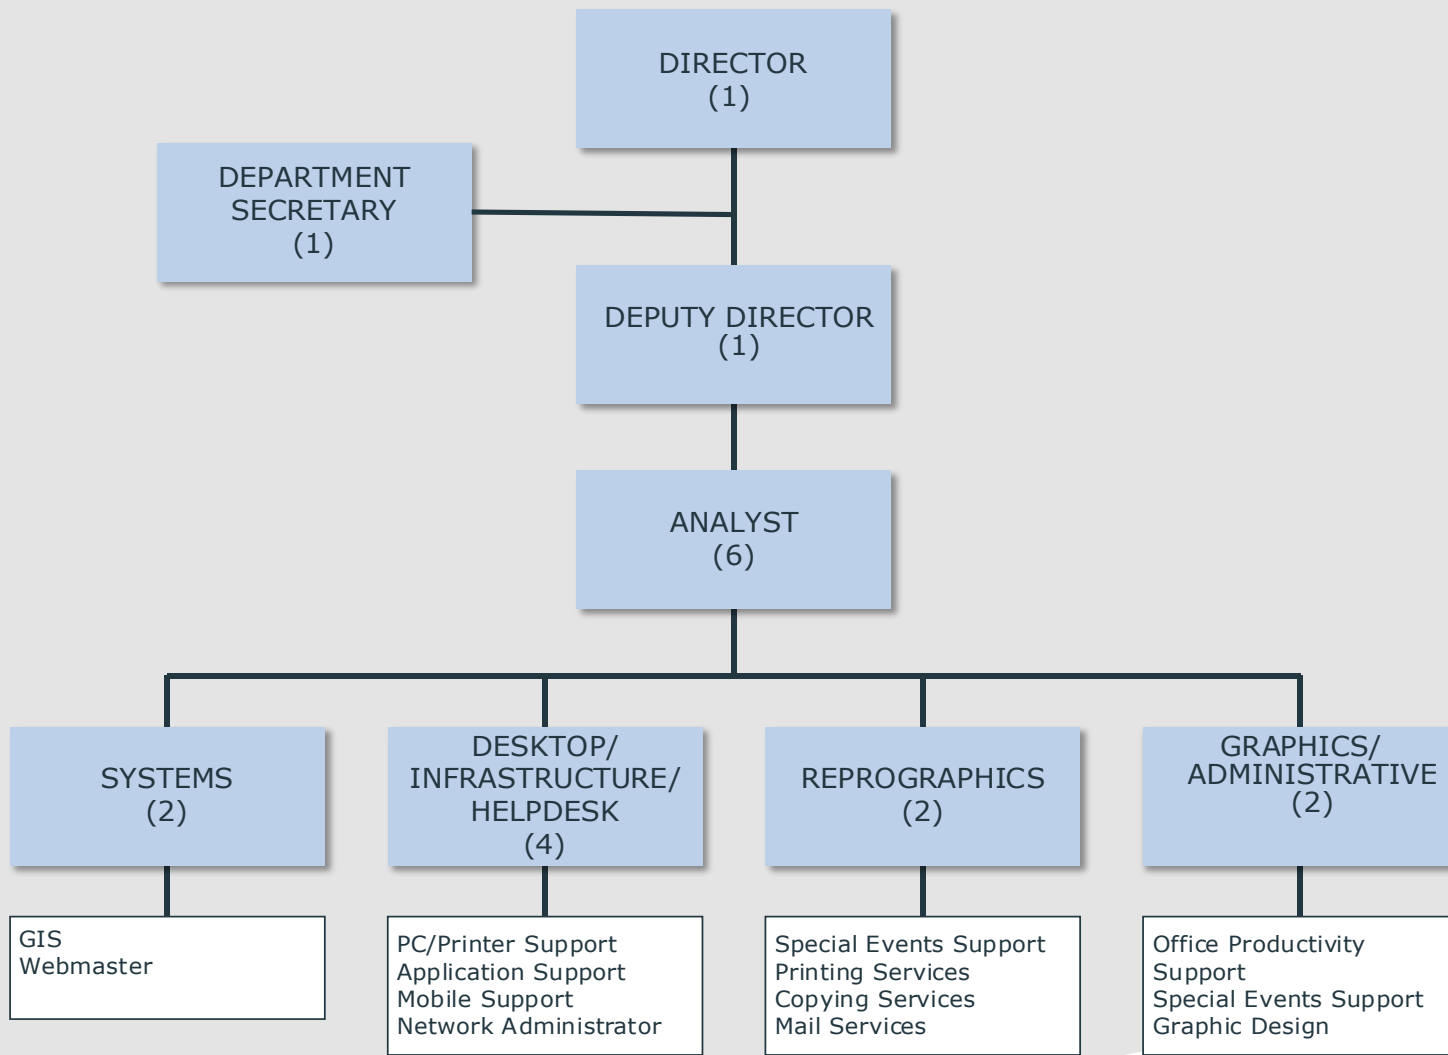 DIRECTOR
(1)
DEPARTMENT
SECRETARY
(1)
DEPUTY DIRECTOR
(1)
ANALYST
(6)
SYSTEMS
(2)
DESKTOP/
INFRASTRUCTURE/
HELPDESK
(4)
REPROGRAPHICS
(2)
GRAPHICS/
ADMINISTRATIVE
(2)
GIS
Webmaster
PC/Printer Support
Application Support
Mobile Support
Network Administrator
Special Events Support
Printing Services
Copying Services
Mail Services
Office Productivity
Support
Special Events Support
Graphic Design